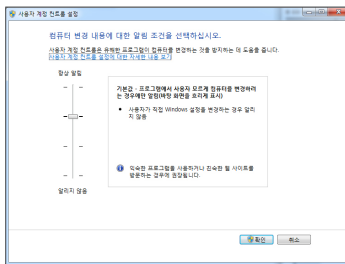 사용자 계정 컨트롤 설정
컴퓨터 변경 내용에 대한 알림 조건을 선택하십시오.
사용자 계정 컨트롤은 유해한 프로그램이 컴퓨터를 변경하는 것을 방지하는 데 도움을 줍니다.
사용자 계정 컨트롤 설정에 대한 자세한 내용 보기
항상 알림
기본값 - 프로그램에서 사용자 모르게 컴퓨터를 변경하려
는 경우에만 알림(바탕 화면을 흐리게 표시)
• 사용자가 직접 Windows 설정을 변경하는 경우 알리
지 않음
익숙한 프로그램을 사용하거나 친숙한 웹 사이트를
방문하는 경우에 권장됩니다.
알리지 않음
확인
취소